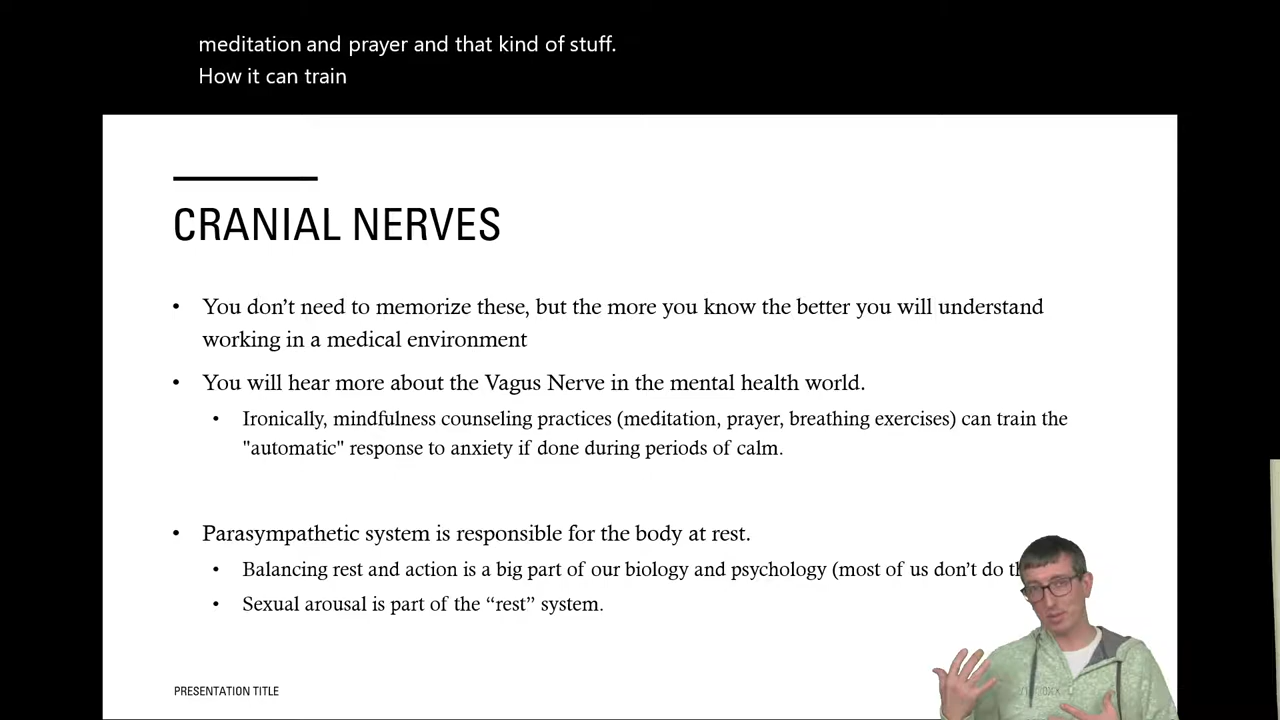 meditation and prayer and that kind of stuff.
How it can train
CRANIAL NERVES
• You don’t need to memorize these, but the more you know the better you will understand
working in a medical environment
• You will hear more about the Vagus Nerve in the mental health world.
• Ironically, mindfulness counseling practices (meditation, prayer, breathing exercises) can train the
"automatic" response to anxiety if done during periods of calm.
• Parasympathetic system is responsible for the body at rest.
• Balancing rest and action is a big part of our biology and psychology (most of us don’t do
• Sexual arousal is part of the “rest” system.
PRESENTATION TITLE